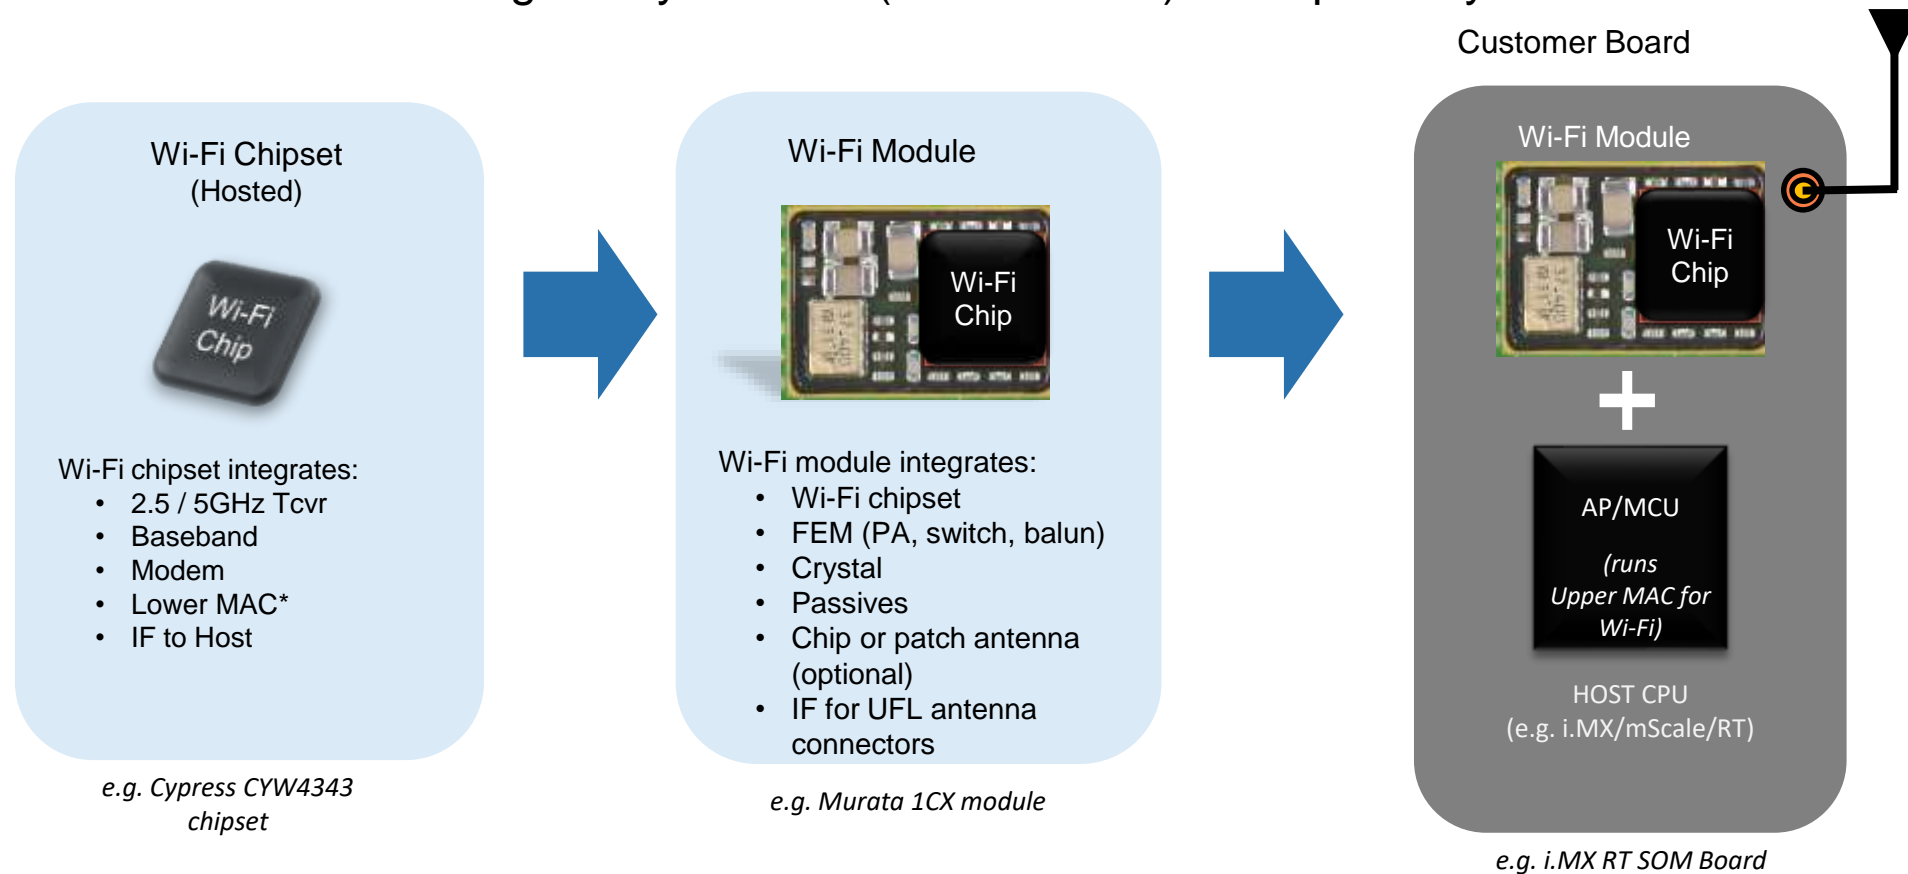 Customer Board
Wi-Fi Chipset
(Hosted)
Wi-Fi
Chip
Wi-Fi chipset integrates:
• 2.5 / 5GHz Tcvr
• Baseband
• Modem
• Lower MAC*
• IF to Host
e.g. Cypress CYW4343
chipset
Wi-Fi Module
Wi-Fi
Chip
Wi-Fi module integrates:
• Wi-Fi chipset
• FEM (PA, switch, balun)
• Crystal
• Passives
• Chip or patch antenna
(optional)
• IF for UFL antenna
connectors
e.g. Murata 1CX module
Wi-Fi Module
Wi-Fi
Chip
+
AP/MCU
(runs
Upper MAC for
Wi-Fi)
HOST CPU
(e.g. i.MX/mScale/RT)
e.g. i.MX RT SOM Board